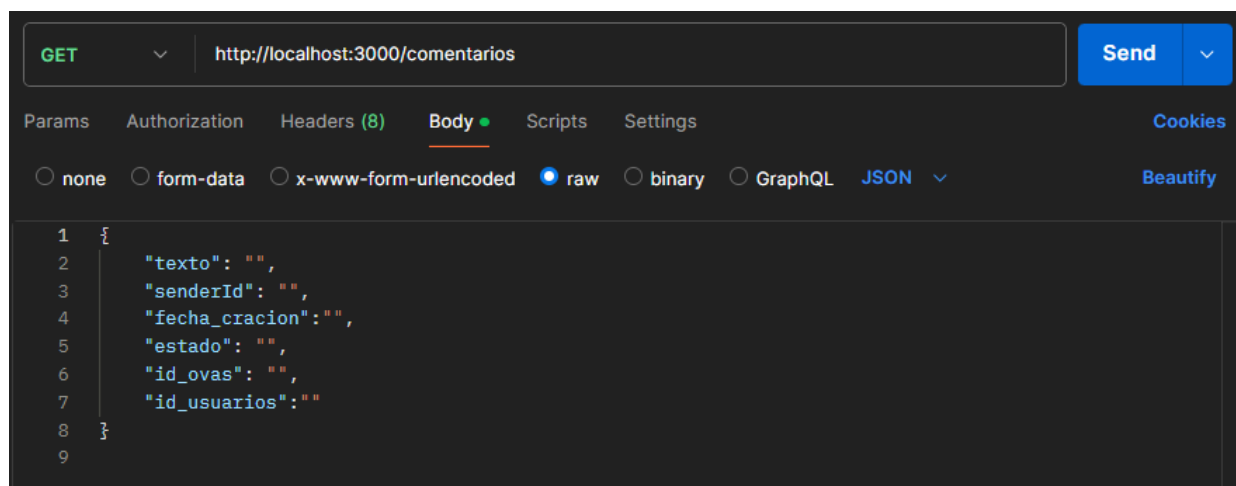 GET http://localhost:3000/comentarios Send
Params Authorization Headers (8) Body Scripts Settings Cookies
none form-data x-www-form-urlencoded raw binary GraphQL JSON Beautify
1 {
2 "texto": "",
3 "senderId": "",
4 "fecha_cracion":"",
5 "estado": "",
6 "id_ovas": "",
7 "id_usuarios":""
8 }
9